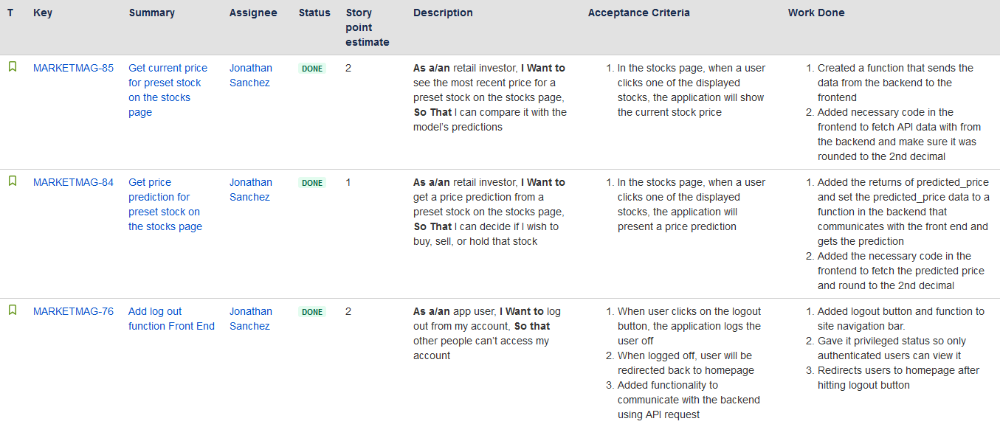 T Key Summary Assignee Status Story point estimate Description Acceptance Criteria Work Done
MARKETMAG-85
Get current price
for preset stock
on the stocks
page
Jonathan
Sanchez
DONE
2
As a/an retail investor, I Want to
see the most recent price for a
preset stock on the stocks page,
So That I can compare it with the
model's predictions
1. In the stocks page, when a user
clicks one of the displayed
stocks, the application will show
the current stock price
1. Created a function that sends the
data from the backend to the
frontend
2. Added necessary code in the
frontend to fetch API data with from
the backend and make sure it was
rounded to the 2nd decimal
MARKETMAG-84
Get price
prediction for
preset stock on
the stocks page
Jonathan
Sanchez
DONE
1
As a/an retail investor, I Want to
get a price prediction from a
preset stock on the stocks page,
So That I can decide if I wish to
buy, sell, or hold that stock
1. In the stocks page, when a user
clicks one of the displayed
stocks, the application will
present a price prediction
1. Added the returns of predicted_price
and set the predicted_price data to a
function in the backend that
communicates with the front end and
gets the prediction
2. Added the necessary code in the
frontend to fetch the predicted price
and round to the 2nd decimal
MARKETMAG-76
Add log out
function Front End
Jonathan
Sanchez
DONE
2
As a/an app user, I Want to log
out from my account, So that
other people can't access my
account
1. When user clicks on the logout
button, the application logs the
user off
2. When logged off, user will be
redirected back to homepage
3. Added functionality to
communicate with the backend
using API request
1. Added logout button and function to
site navigation bar.
2. Gave it privileged status so only
authenticated users can view it
3. Redirects users to homepage after
hitting logout button